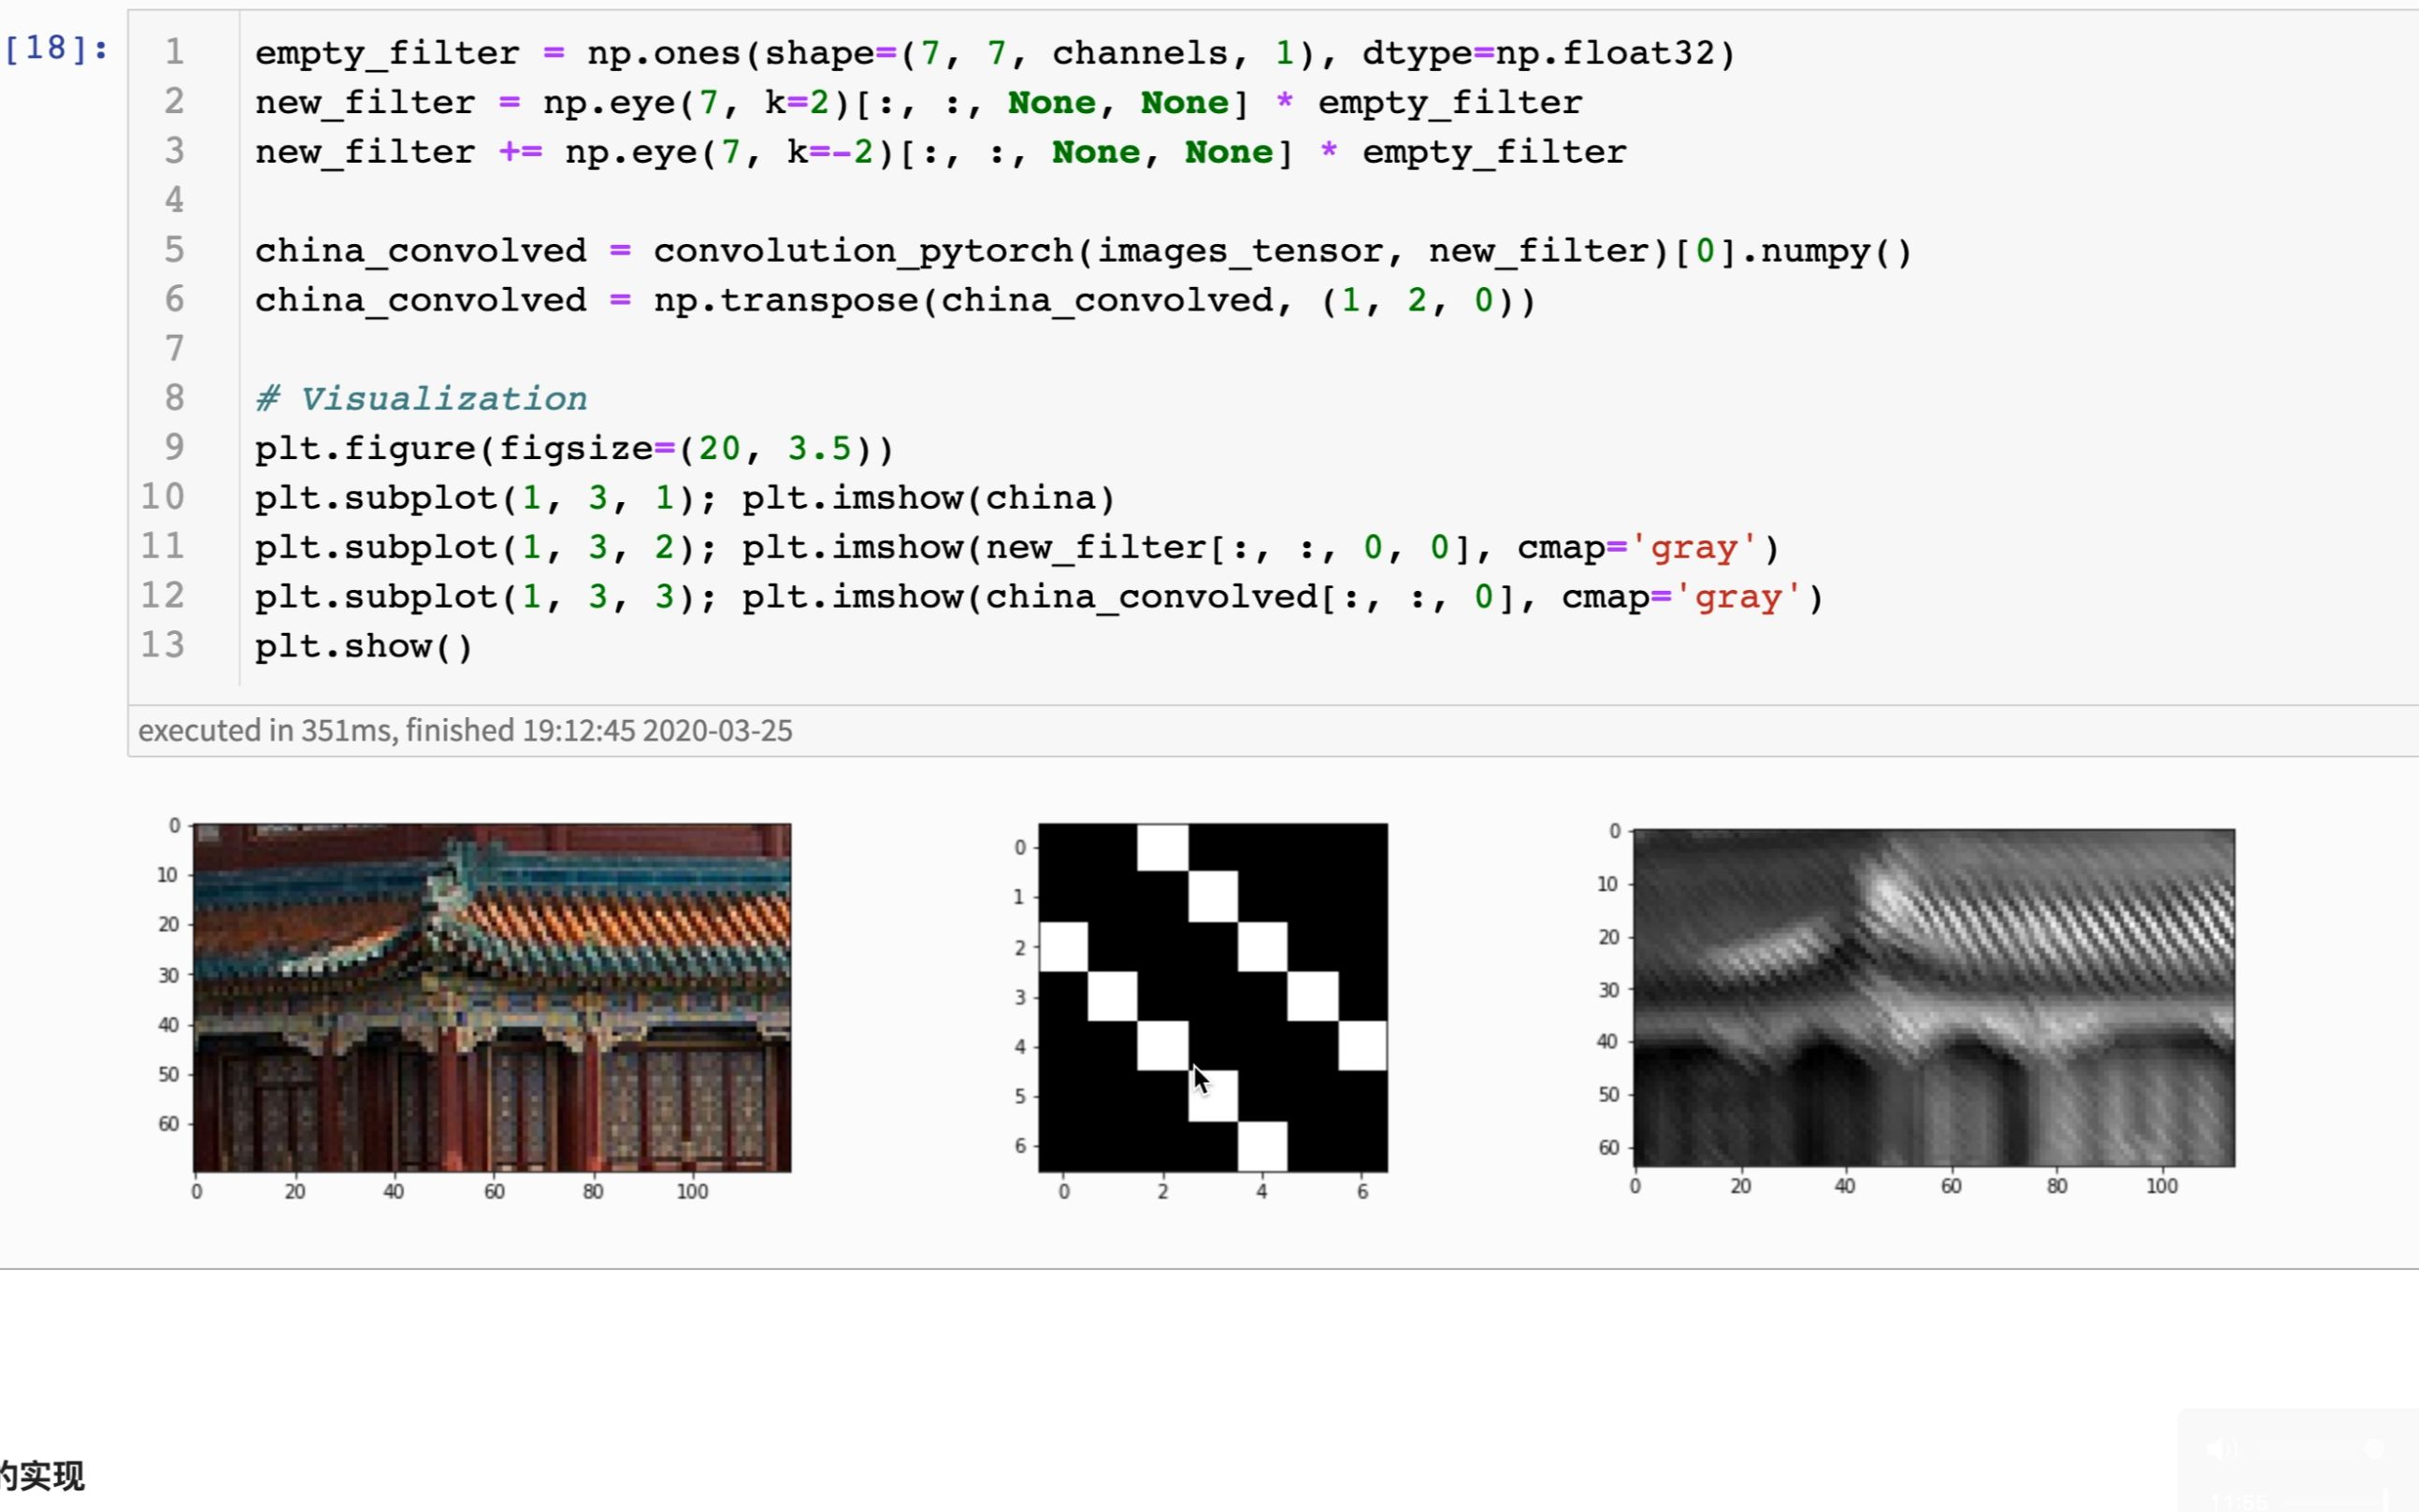 [18]:
1 empty_filter = np.ones(shape=(7, 7, channels, 1), dtype=np.float32)
2 new_filter = np.eye(7, k=2)[:, :, None, None] * empty_filter
3 new_filter += np.eye(7, k=-2)[:, :, None, None] * empty_filter
4
5 china_convolved = convolution_pytorch(images_tensor, new_filter)[0].numpy()
6 china_convolved = np.transpose(china_convolved, (1, 2, 0))
7
8 # Visualization
9 plt.figure(figsize=(20, 3.5))
10 plt.subplot(1, 3, 1); plt.imshow(china)
11 plt.subplot(1, 3, 2); plt.imshow(new_filter[:, :, 0, 0], cmap='gray')
12 plt.subplot(1, 3, 3); plt.imshow(china_convolved[:, :, 0], cmap='gray')
13 plt.show()
executed in 351ms, finished 19:12:45 2020-03-25
0
10
20
30
40
50
60
0 20 40 60 80 100
0
1
2
3
4
5
6
0 2 4 6
0
10
20
30
40
50
60
0 20 40 60 80 100
的实现
11:55